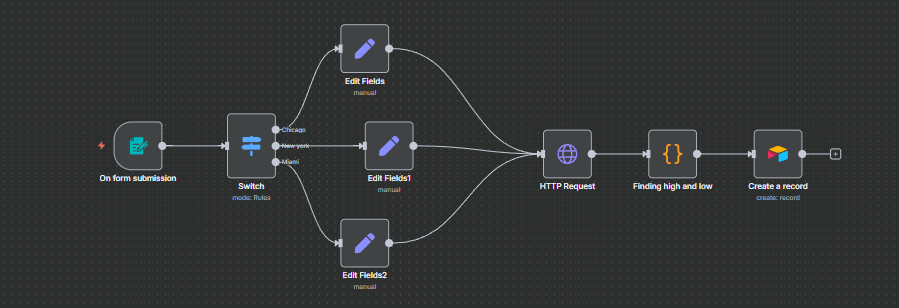 Edit Fields
manual
On form submission
Chicago
New york
Miami
Switch
mode: Rules
Edit Fields1
manual
HTTP Request
Finding high and low
Create a record
create: record
Edit Fields2
manual